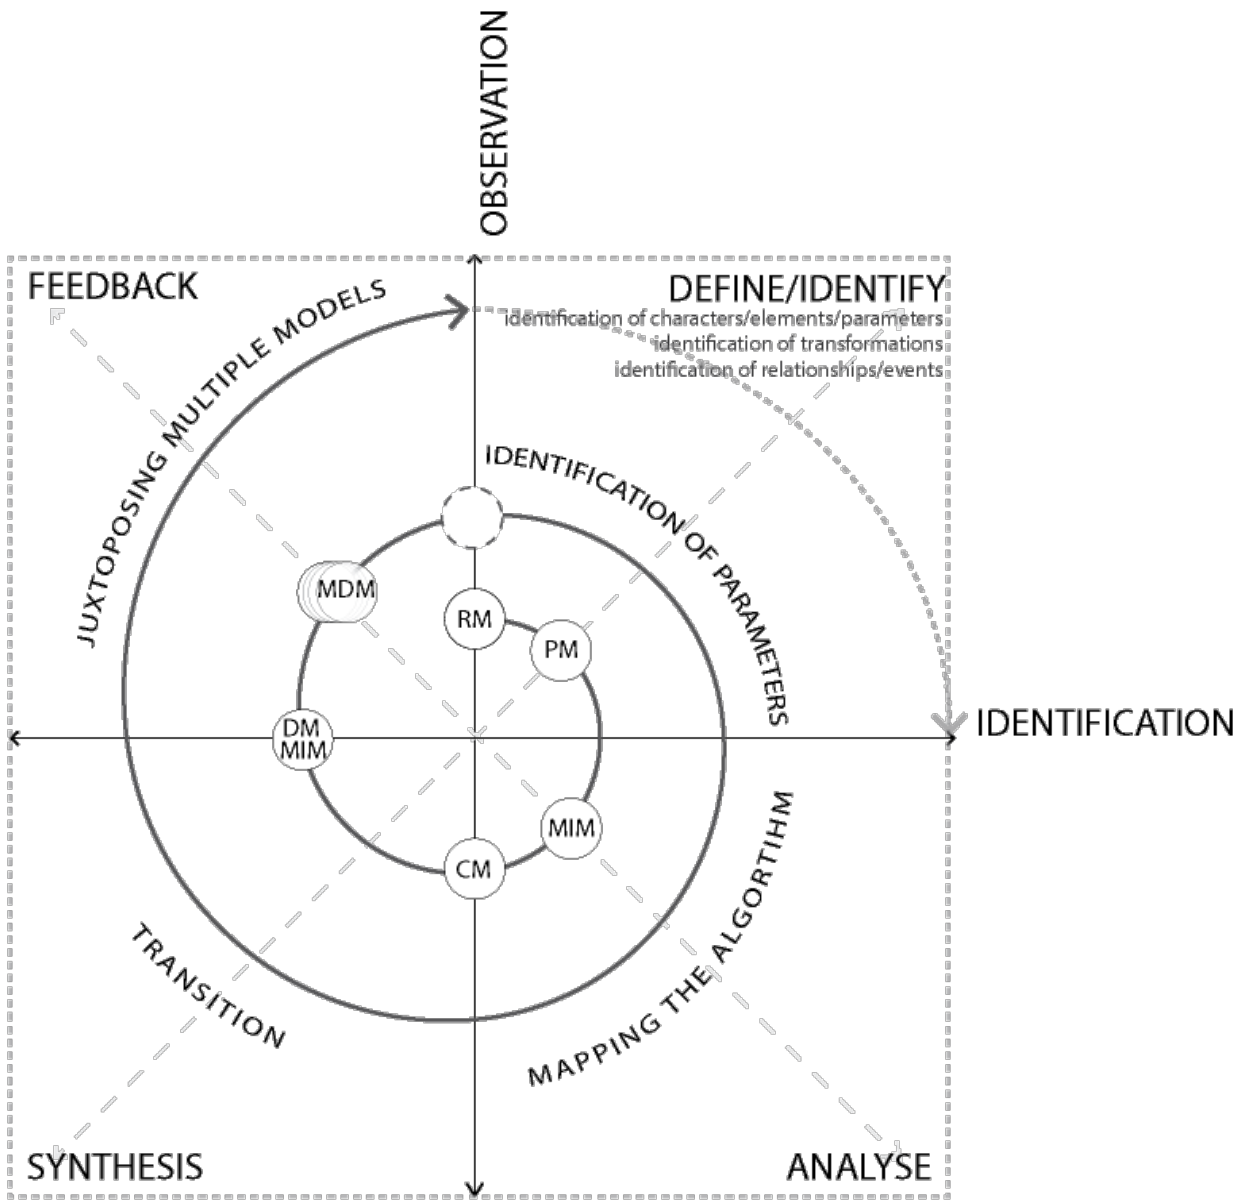 OBSERVATION
FEEDBACK
DEFINE/IDENTIFY
identification of characters/elements/parameters
identification of transformations
identification of relationships/events
JUXTOPOSING MULTIPLE MODELS
IDENTIFICATION OF PARAMETERS
MDM
RM
PM
IDENTIFICATION
DM
MIM
MIM
CM
TRANSITION
MAPPING THE ALGORTIHM
SYNTHESIS
ANALYSE